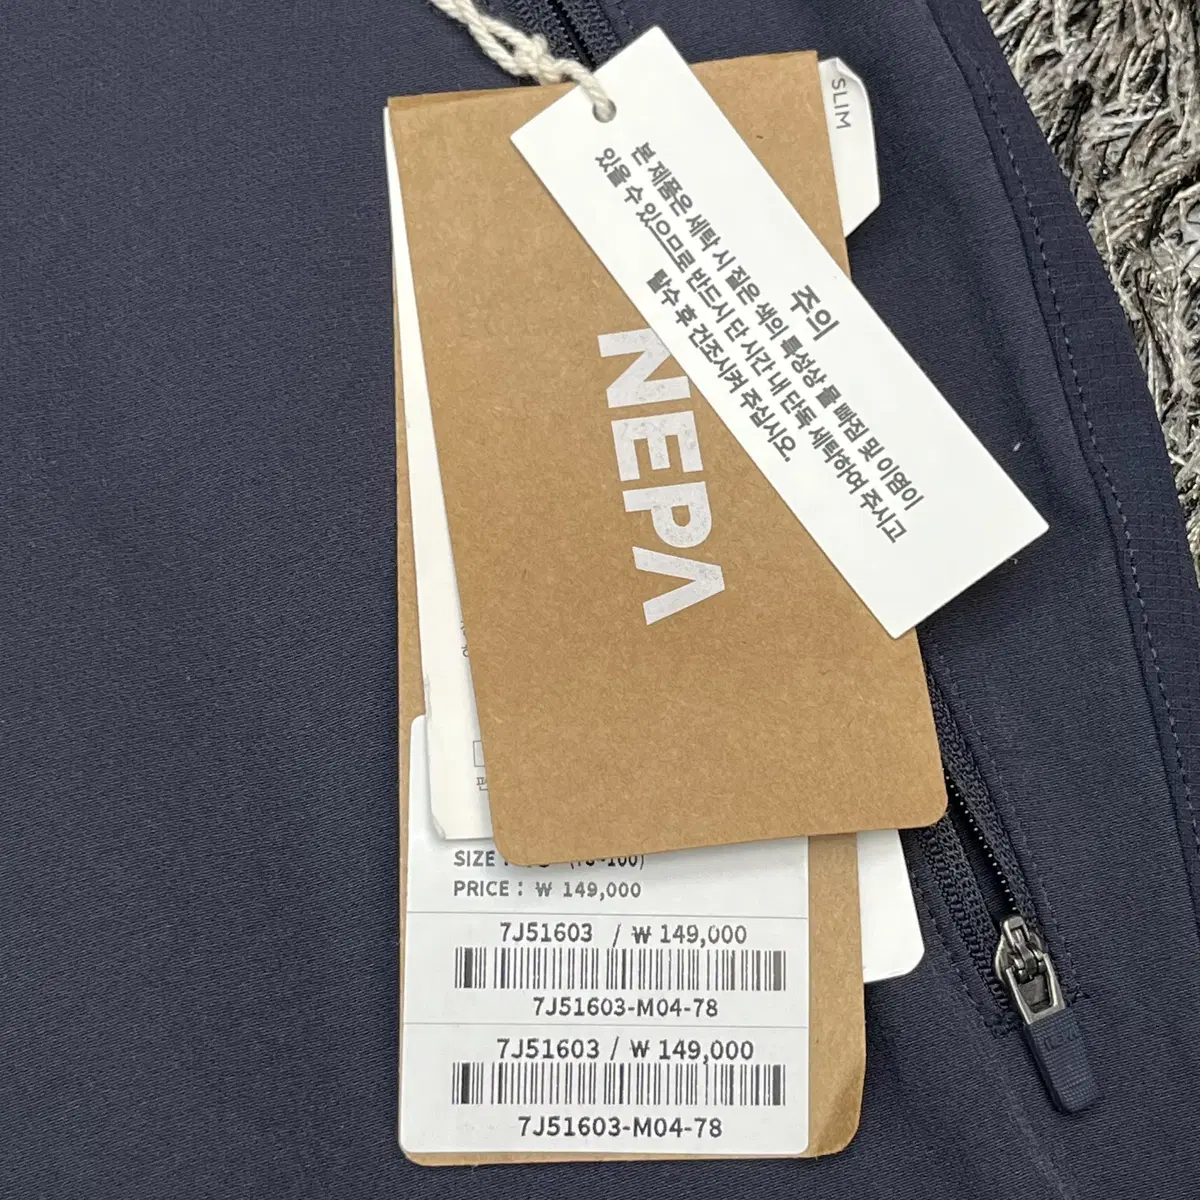 SLIM
주의
본 제품은 세탁 시 짙은 색의 특성상 물 빠짐 및 이염이
있을 수 있으므로 반드시 단 시간 내 단독 세탁하여 주시고
탈수 후 건조시켜 주십시오.
NEPA
SIZE :
PRICE : ₩ 149,000
7J51603 / ₩ 149,000
7J51603-M04-78
7J51603 / ₩ 149,000
7J51603-M04-78